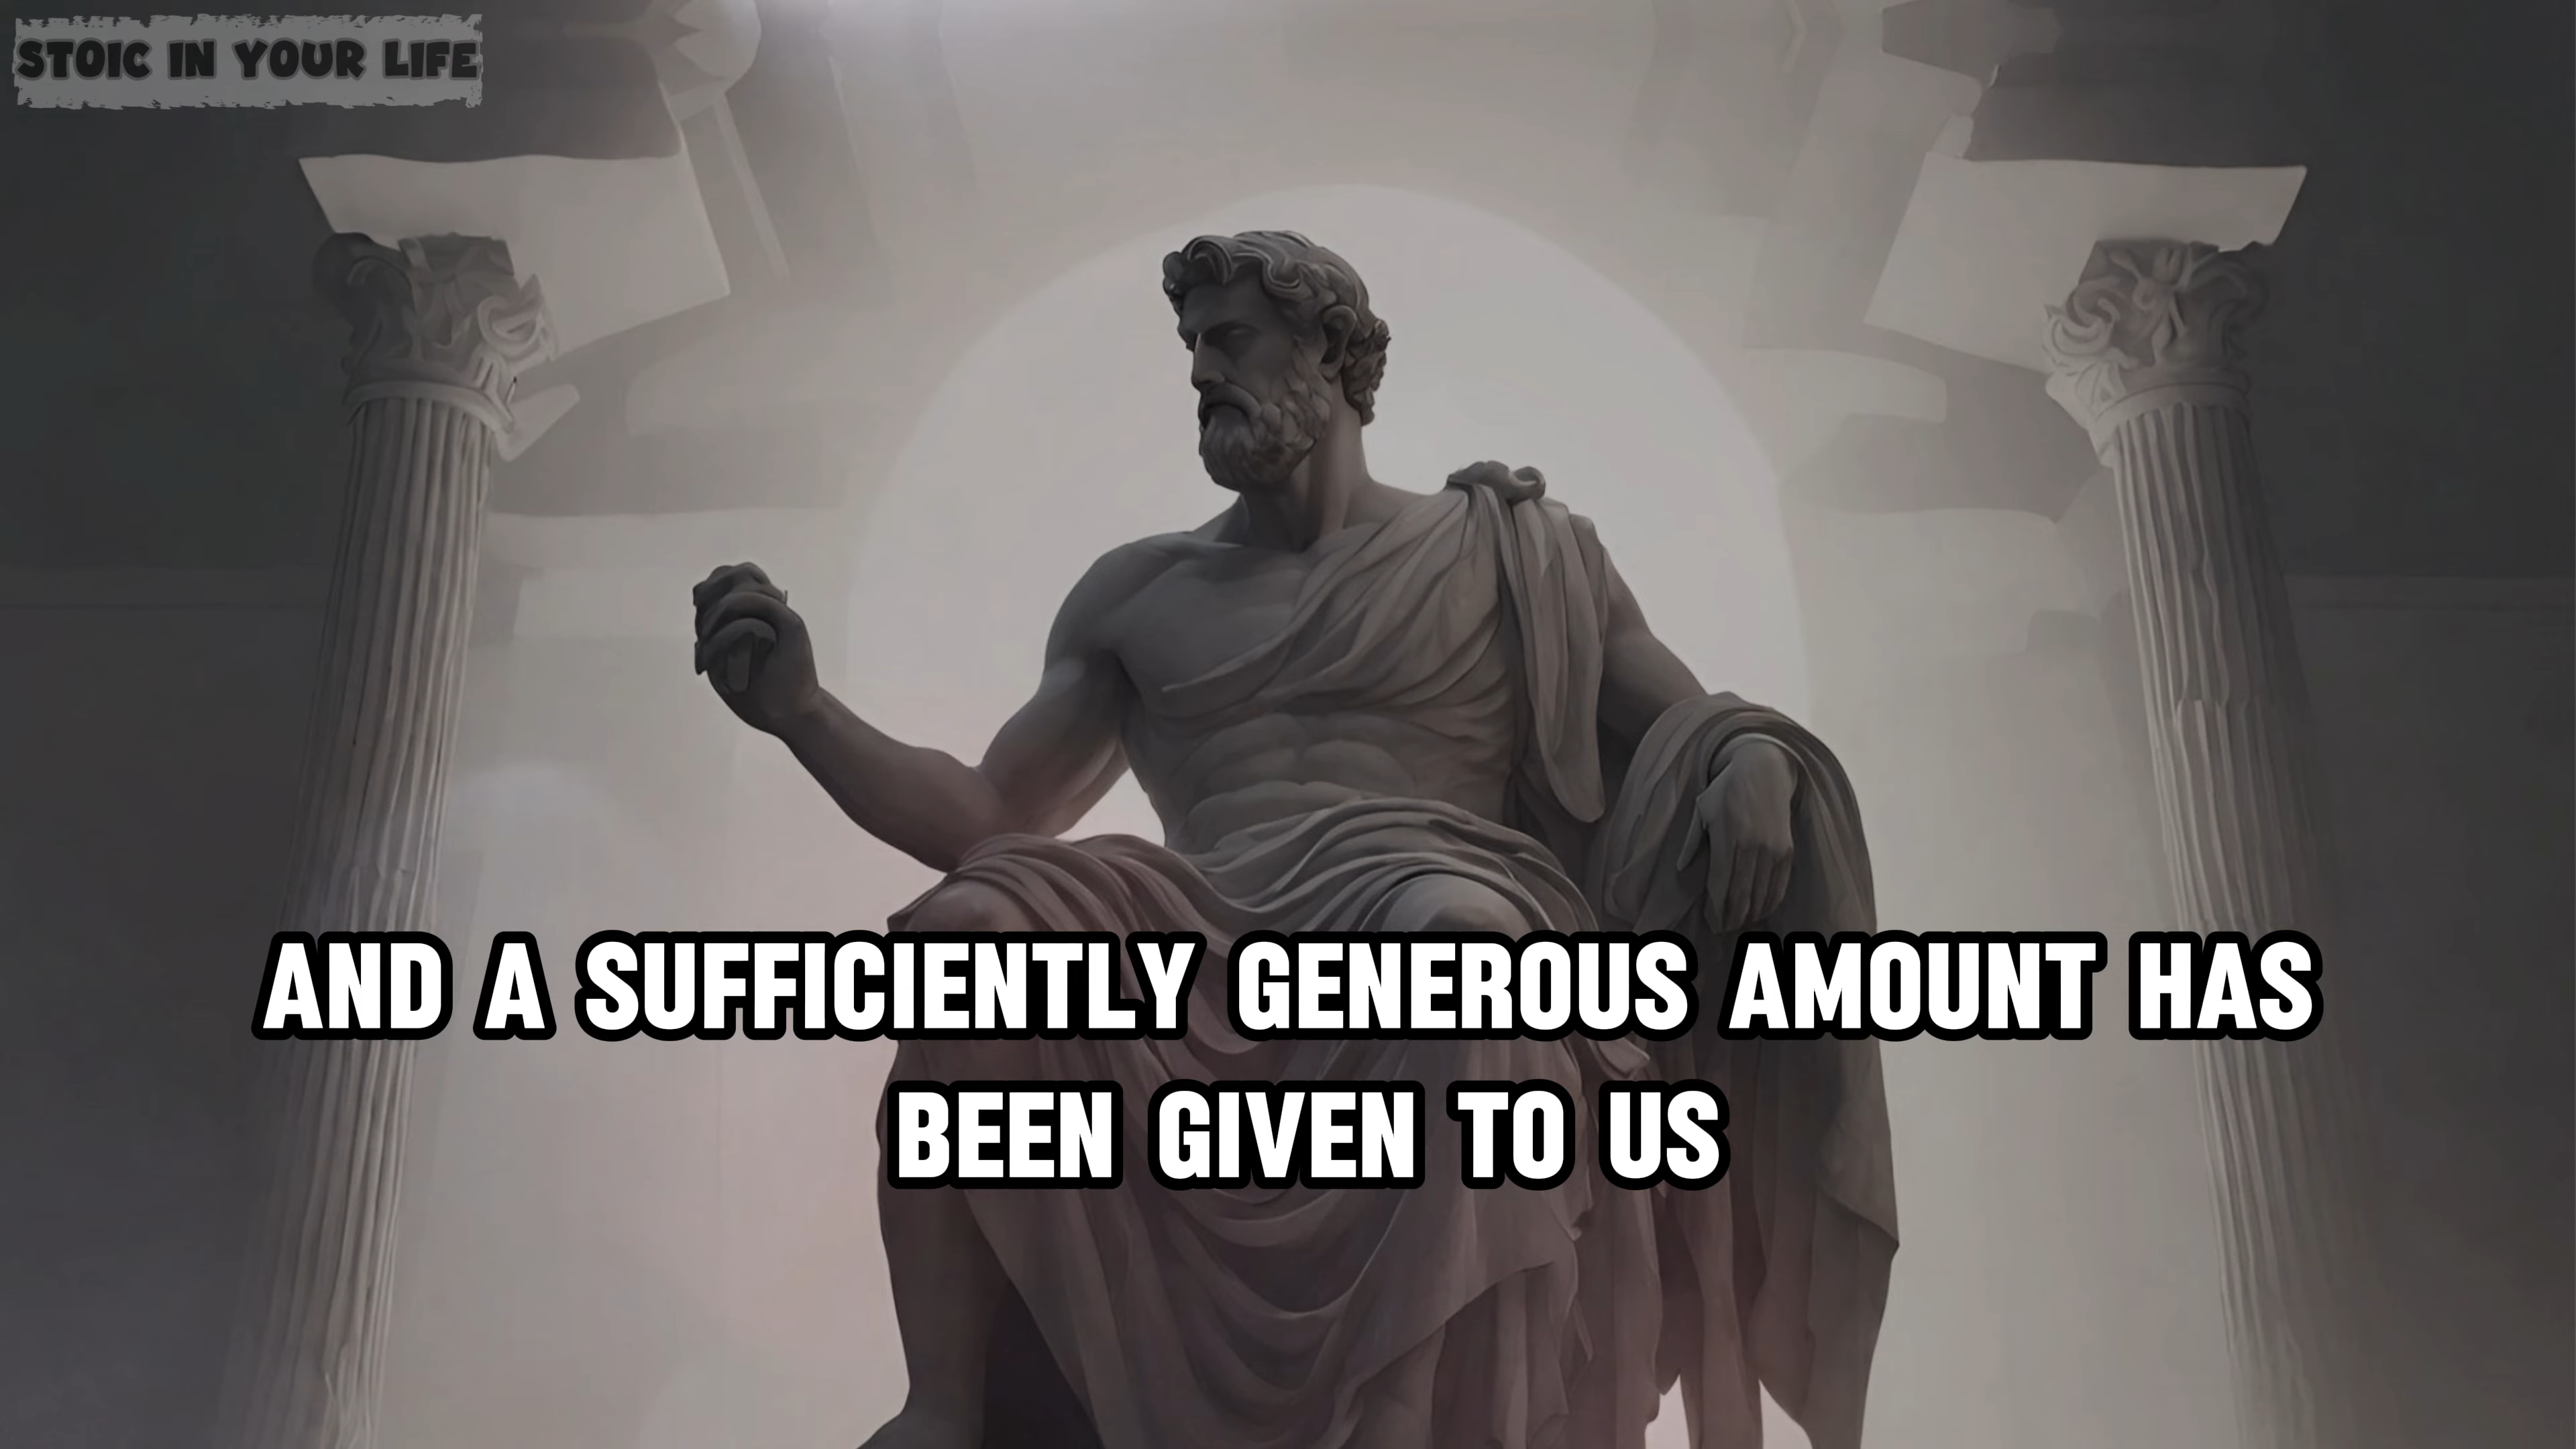 STOIC IN YOUR LIFE
AND A SUFFICIENTLY GENEROUS AMOUNT HAS
BEEN GIVEN TO US